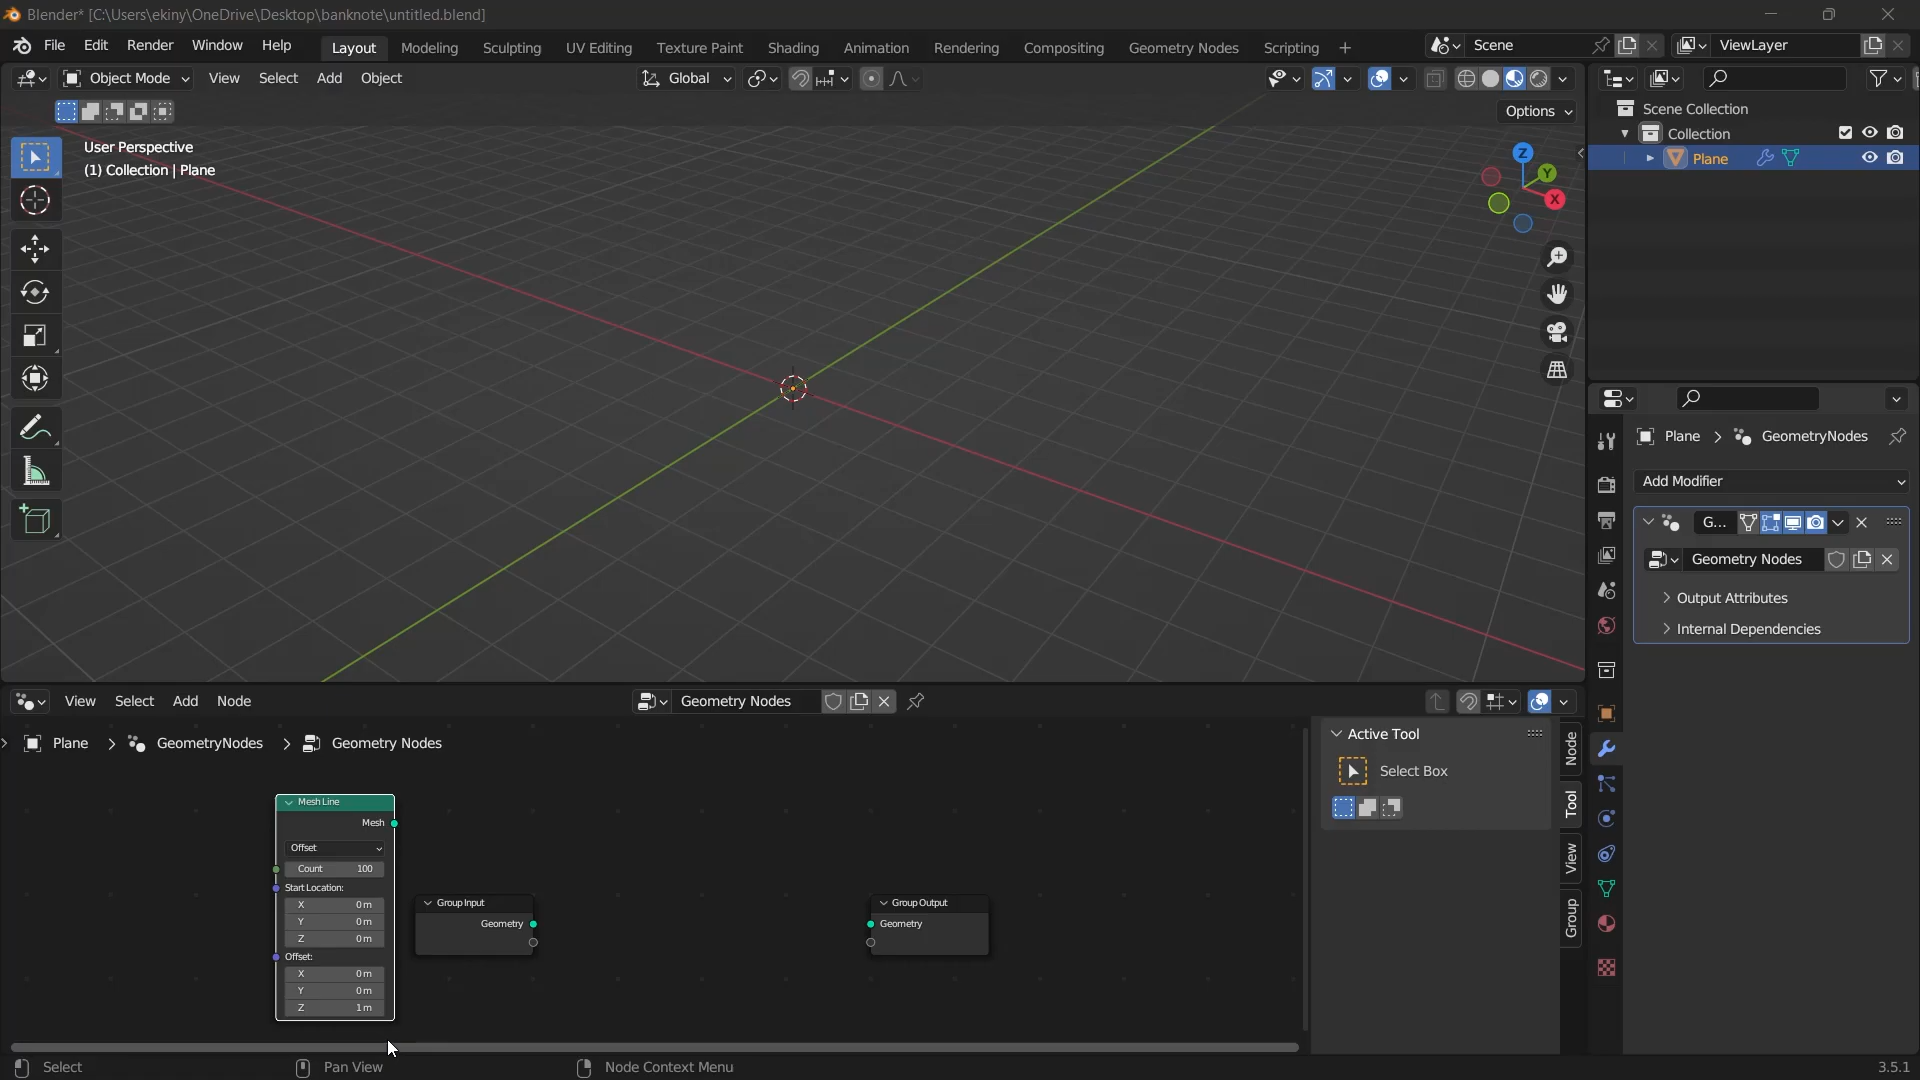 Blender* [C:\Users\ekiny\OneDrive\Desktop\banknote\untitled.blend]
File Edit Render Window Help Layout Modeling Sculpting UV Editing Texture Paint Shading Animation Rendering Compositing Geometry Nodes Scripting + Scene ViewLayer
Object Mode View Select Add Object Global
Options
User Perspective
(1) Collection | Plane
Z
Y
X
Scene Collection
Collection
Plane
Plane > GeometryNodes
Add Modifier
G...
Geometry Nodes
Output Attributes
Internal Dependencies
View Select Add Node Geometry Nodes
Plane > GeometryNodes > Geometry Nodes
Mesh Line
Mesh
Offset
Count 100
Start Location:
X 0 m
Y 0 m
Z 0 m
Offset:
X 0 m
Y 0 m
Z 1 m
Group Input
Geometry
Group Output
Geometry
Active Tool
Select Box
Node
Tool
View
Group
Select Pan View Node Context Menu 3.5.1